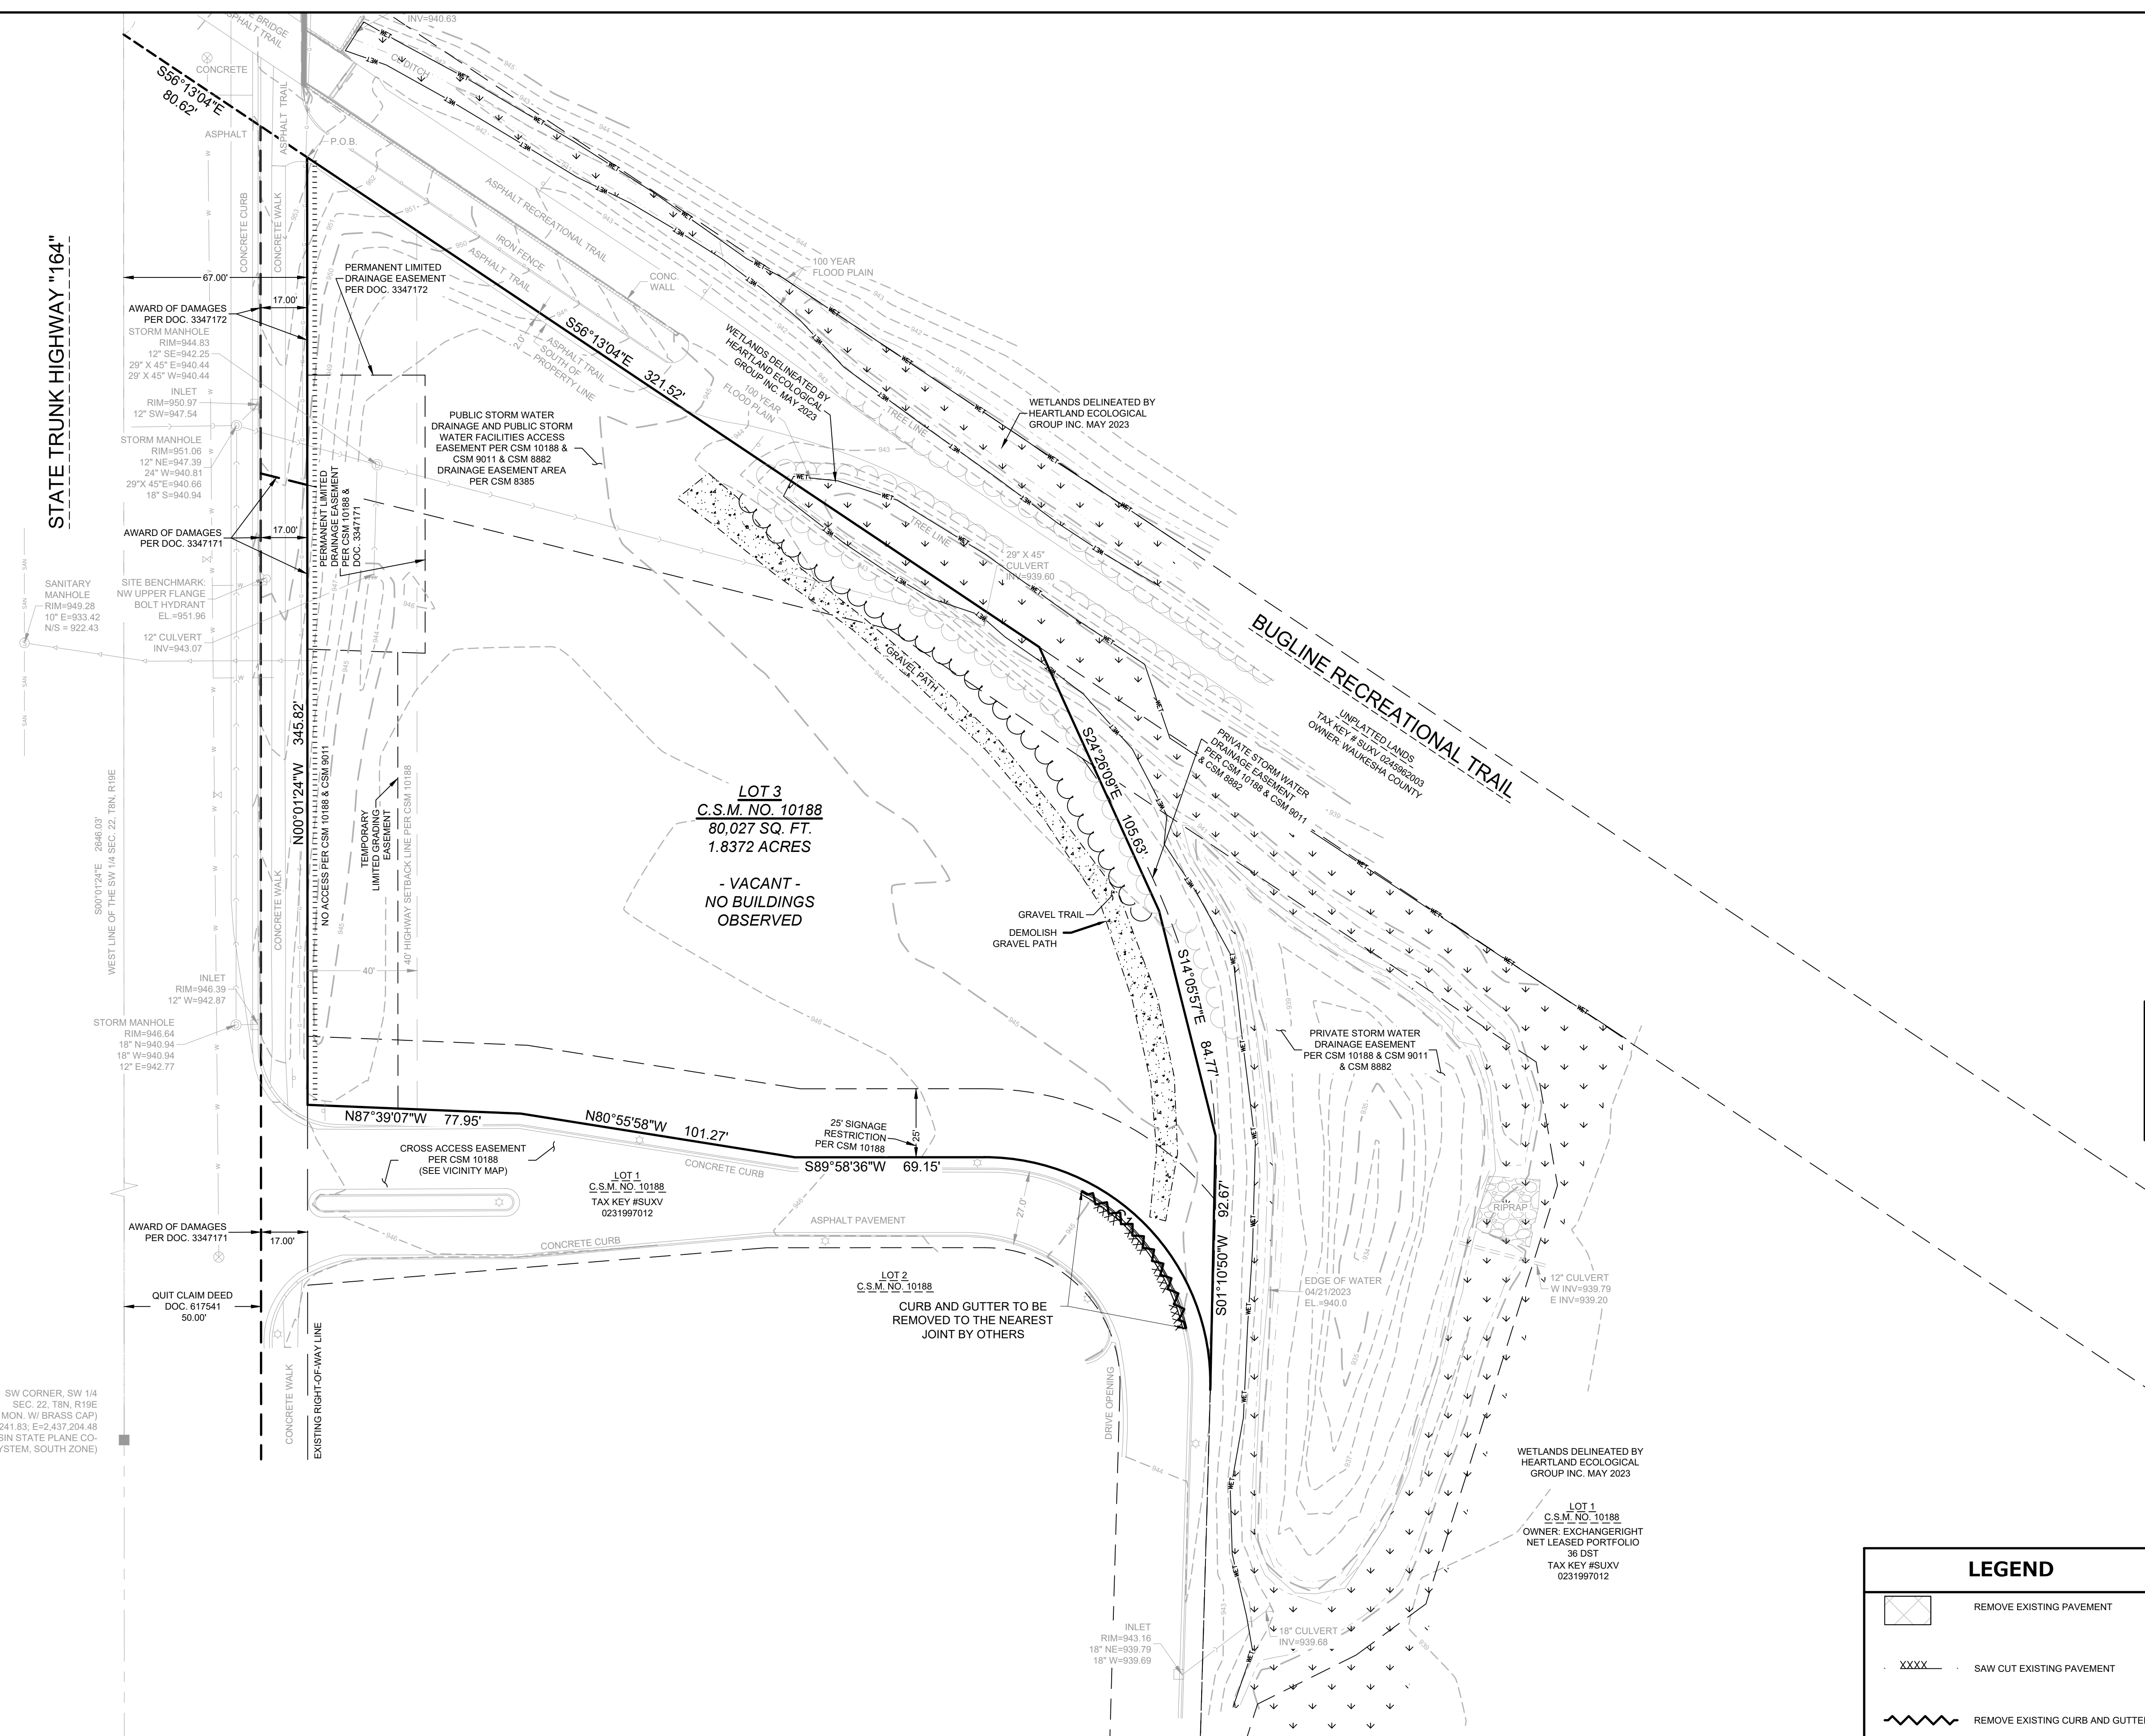 INV=940.63
ASPHALT TRAIL
CONCRETE
S56°13'04"E
80.62'
ASPHALT
ASPHALT TRAIL
P.O.B.
CL DITCH
STATE TRUNK HIGHWAY "164"
CONCRETE CURB
CONCRETE WALK
67.00'
17.00'
AWARD OF DAMAGES
PER DOC. 3347172
STORM MANHOLE
RIM=944.83
12" SE=942.25
29" X 45" E=940.44
29' X 45" W=940.44
INLET
RIM=950.97
12" SW=947.54
STORM MANHOLE
RIM=951.06
12" NE=947.39
24" W=940.81
29"X 45"E=940.66
18" S=940.94
AWARD OF DAMAGES
PER DOC. 3347171
17.00'
SANITARY
MANHOLE
RIM=949.28
10" E=933.42
N/S = 922.43
SITE BENCHMARK:
NW UPPER FLANGE
BOLT HYDRANT
EL.=951.96
12" CULVERT
INV=943.07
PERMANENT LIMITED
DRAINAGE EASEMENT
PER DOC. 3347172
ASPHALT RECREATIONAL TRAIL
IRON FENCE
ASPHALT TRAIL
CONC.
WALL
100 YEAR
FLOOD PLAIN
S56°13'04"E 321.52'
2.0'
ASPHALT TRAIL
SOUTH OF
PROPERTY LINE
WETLANDS DELINEATED BY
HEARTLAND ECOLOGICAL
GROUP INC. MAY 2023
100 YEAR
FLOOD PLAIN
TREE LINE
WETLANDS DELINEATED BY
HEARTLAND ECOLOGICAL
GROUP INC. MAY 2023
PUBLIC STORM WATER
DRAINAGE AND PUBLIC STORM
WATER FACILITIES ACCESS
EASEMENT PER CSM 10188 &
CSM 9011 & CSM 8882
DRAINAGE EASEMENT AREA
PER CSM 8385
PERMANENT LIMITED
DRAINAGE EASEMENT
PER CSM 10188 &
DOC. 3347171
TREE LINE
29" X 45"
CULVERT
INV=939.60
GRAVEL PATH
BUGLINE RECREATIONAL TRAIL
UNPLATTED LANDS
TAX KEY # SUXV 0245962003
OWNER: WAUKESHA COUNTY
S24°26'09"E 105.63'
PRIVATE STORM WATER
DRAINAGE EASEMENT
PER CSM 10188 & CSM 9011
& CSM 8882
S00°01'24"E 2646.03'
WEST LINE OF THE SW 1/4 SEC. 22, T8N, R19E
N00°01'24"W 345.82'
NO ACCESS PER CSM 10188 & CSM 9011
TEMPORARY
LIMITED GRADING
EASEMENT
40' HIGHWAY SETBACK LINE PER CSM 10188
40'
CONCRETE WALK
LOT 3
C.S.M. NO. 10188
80,027 SQ. FT.
1.8372 ACRES
- VACANT -
NO BUILDINGS
OBSERVED
GRAVEL TRAIL
DEMOLISH
GRAVEL PATH
S14°05'57"E 84.77'
PRIVATE STORM WATER
DRAINAGE EASEMENT
PER CSM 10188 & CSM 9011
& CSM 8882
INLET
RIM=946.39
12" W=942.87
STORM MANHOLE
RIM=946.64
18" N=940.94
18" W=940.94
12" E=942.77
N87°39'07"W 77.95'
N80°55'58"W 101.27'
25' SIGNAGE
RESTRICTION
PER CSM 10188
25'
S89°58'36"W 69.15'
CROSS ACCESS EASEMENT
PER CSM 10188
(SEE VICINITY MAP)
CONCRETE CURB
LOT 1
C.S.M. NO. 10188
TAX KEY #SUXV
0231997012
ASPHALT PAVEMENT
27.0'
C1
S01°10'50"W 92.67'
RIPRAP
AWARD OF DAMAGES
PER DOC. 3347171
17.00'
CONCRETE CURB
LOT 2
C.S.M. NO. 10188
CURB AND GUTTER TO BE
REMOVED TO THE NEAREST
JOINT BY OTHERS
EDGE OF WATER
04/21/2023
EL.=940.0
12" CULVERT
W INV=939.79
E INV=939.20
QUIT CLAIM DEED
DOC. 617541
50.00'
CONCRETE WALK
EXISTING RIGHT-OF-WAY LINE
DRIVE OPENING
SW CORNER, SW 1/4
SEC. 22, T8N, R19E
MON. W/ BRASS CAP)
241.83; E=2,437,204.48
SIN STATE PLANE CO-
YSTEM, SOUTH ZONE)
WETLANDS DELINEATED BY
HEARTLAND ECOLOGICAL
GROUP INC. MAY 2023
LOT 1
C.S.M. NO. 10188
OWNER: EXCHANGERIGHT
NET LEASED PORTFOLIO
36 DST
TAX KEY #SUXV
0231997012
INLET
RIM=943.16
18" NE=939.79
18" W=939.69
18" CULVERT
INV=939.68
LEGEND
REMOVE EXISTING PAVEMENT
XXXX SAW CUT EXISTING PAVEMENT
REMOVE EXISTING CURB AND GUTTER